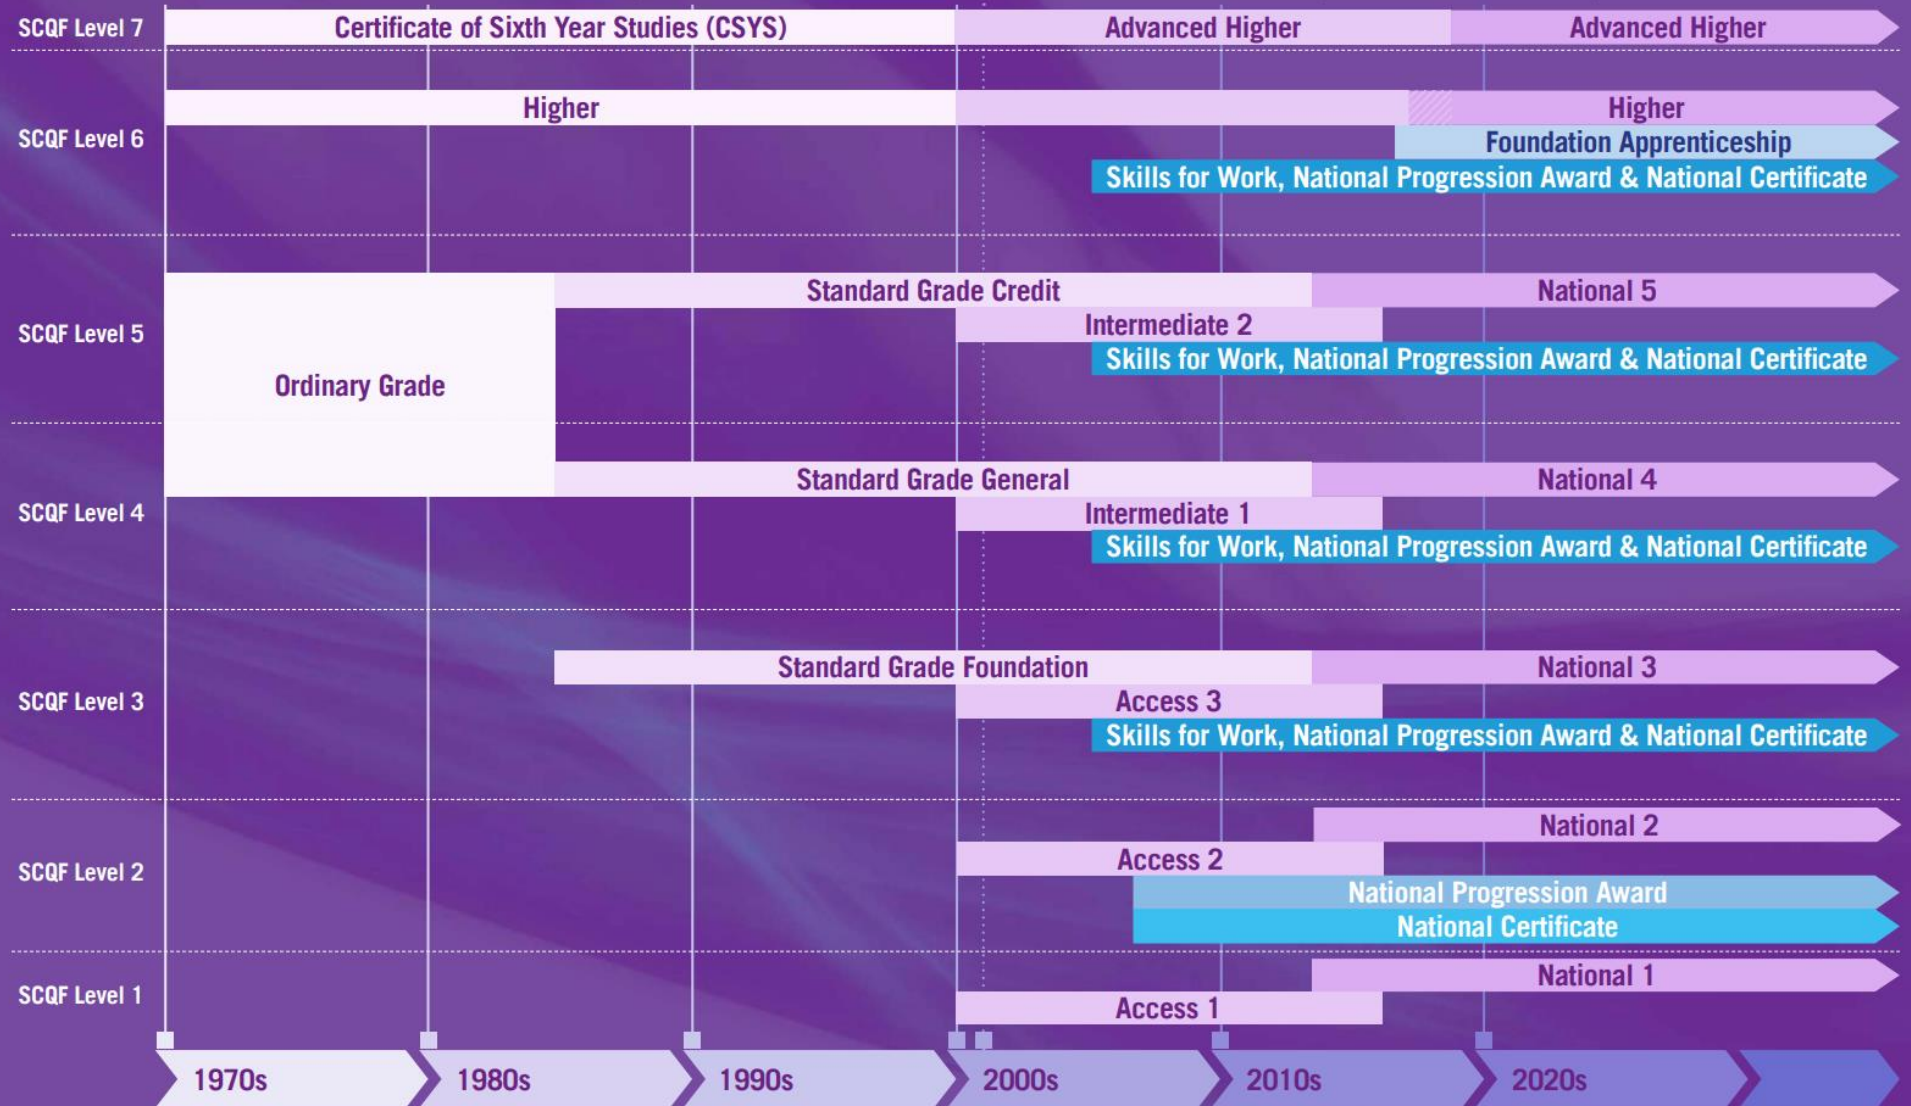 SCQF Level 7
Certificate of Sixth Year Studies (CSYS)
Advanced Higher
Advanced Higher
SCQF Level 6
Higher
Higher
Foundation Apprenticeship
Skills for Work, National Progression Award & National Certificate
SCQF Level 5
Ordinary Grade
Standard Grade Credit
National 5
Intermediate 2
Skills for Work, National Progression Award & National Certificate
SCQF Level 4
Standard Grade General
National 4
Intermediate 1
Skills for Work, National Progression Award & National Certificate
SCQF Level 3
Standard Grade Foundation
National 3
Access 3
Skills for Work, National Progression Award & National Certificate
SCQF Level 2
National 2
Access 2
National Progression Award
National Certificate
SCQF Level 1
National 1
Access 1
1970s
1980s
1990s
2000s
2010s
2020s